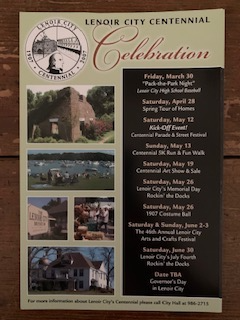 LENOIR CITY
1907 2007
CENTENNIAL
LENOIR CITY CENTENNIAL
Celebration
Friday, March 30
"Pack-the-Park Night"
Lenoir City High School Baseball
Saturday, April 28
Spring Tour of Homes
Saturday, May 12
Kick-Off Event!
Centennial Parade & Street Festival
Sunday, May 13
Centennial 5K Run & Fun Walk
Saturday, May 19
Centennial Art Show & Sale
Saturday, May 26
Lenoir City's Memorial Day
Rockin' the Docks
Saturday, May 26
1907 Costume Ball
Saturday & Sunday, June 2-3
The 46th Annual Lenoir City
Arts and Crafts Festival
Saturday, June 30
Lenoir City's July Fourth
Rockin' the Docks
Date TBA
Governor's Day
in Lenoir City
For more information about Lenoir City's Centennial please call City Hall at 986-2715